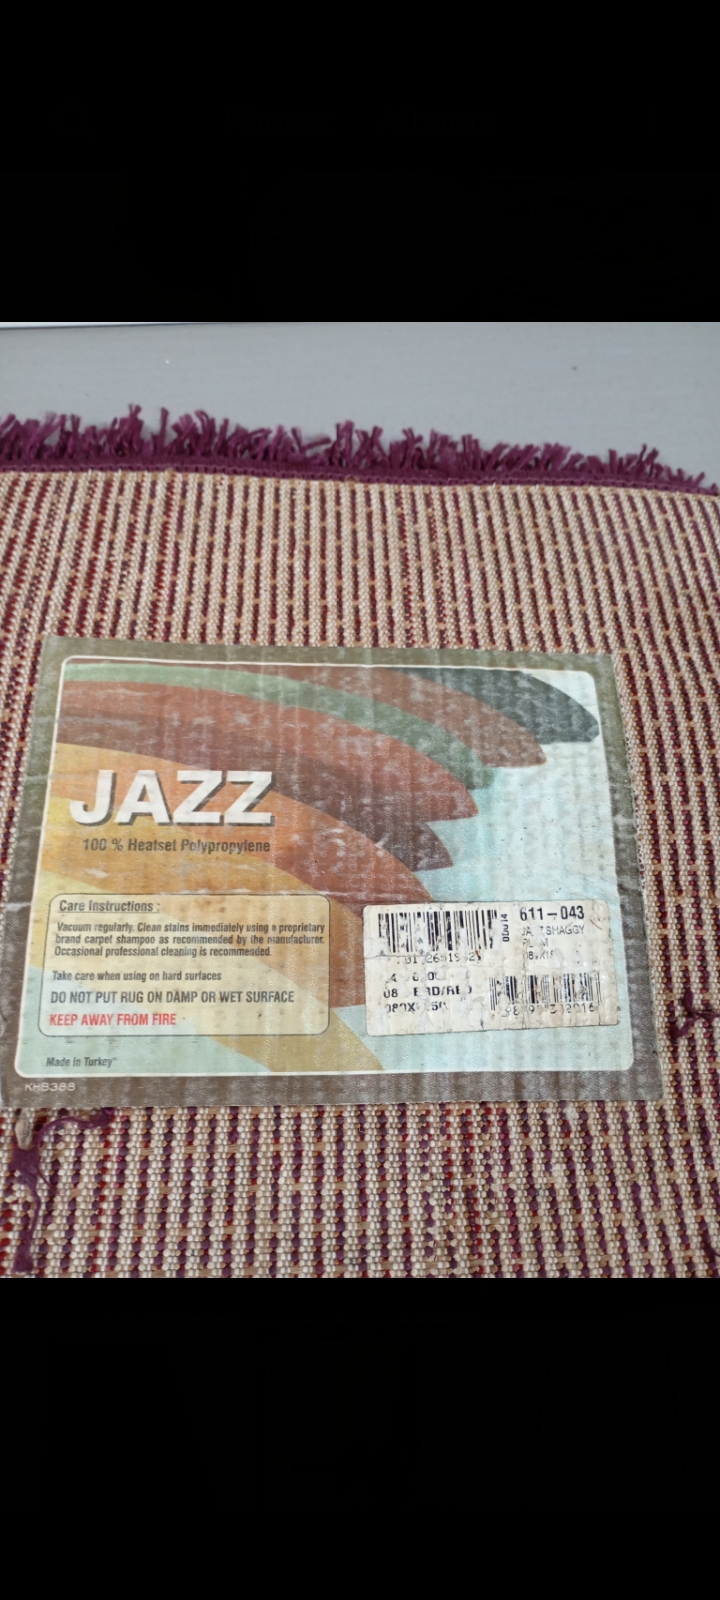 JAZZ
100 % Heatset Polypropylene
Care Instructions :
Vacuum regularly. Clean stains immediately using a proprietary
brand carpet shampoo as recommended by the manufacturer.
Occasional professional cleaning is recommended.
Take care when using on hard surfaces
DO NOT PUT RUG ON DAMP OR WET SURFACE
KEEP AWAY FROM FIRE
Made In Turkey
KHB388
611-043
SHAGGY